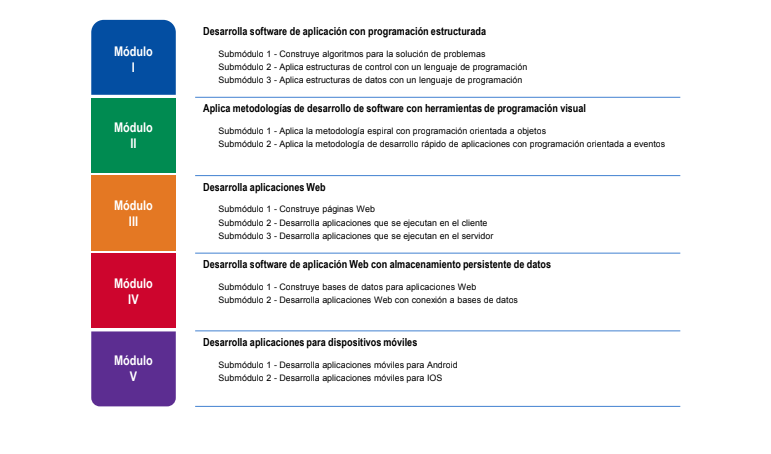 Módulo
I
Desarrolla software de aplicación con programación estructurada
Submódulo 1 - Construye algoritmos para la solución de problemas
Submódulo 2 - Aplica estructuras de control con un lenguaje de programación
Submódulo 3 - Aplica estructuras de datos con un lenguaje de programación
Módulo
II
Aplica metodologías de desarrollo de software con herramientas de programación visual
Submódulo 1 - Aplica la metodología espiral con programación orientada a objetos
Submódulo 2 - Aplica la metodología de desarrollo rápido de aplicaciones con programación orientada a eventos
Módulo
III
Desarrolla aplicaciones Web
Submódulo 1 - Construye páginas Web
Submódulo 2 - Desarrolla aplicaciones que se ejecutan en el cliente
Submódulo 3 - Desarrolla aplicaciones que se ejecutan en el servidor
Módulo
IV
Desarrolla software de aplicación Web con almacenamiento persistente de datos
Submódulo 1 - Construye bases de datos para aplicaciones Web
Submódulo 2 - Desarrolla aplicaciones Web con conexión a bases de datos
Módulo
V
Desarrolla aplicaciones para dispositivos móviles
Submódulo 1 - Desarrolla aplicaciones móviles para Android
Submódulo 2 - Desarrolla aplicaciones móviles para IOS